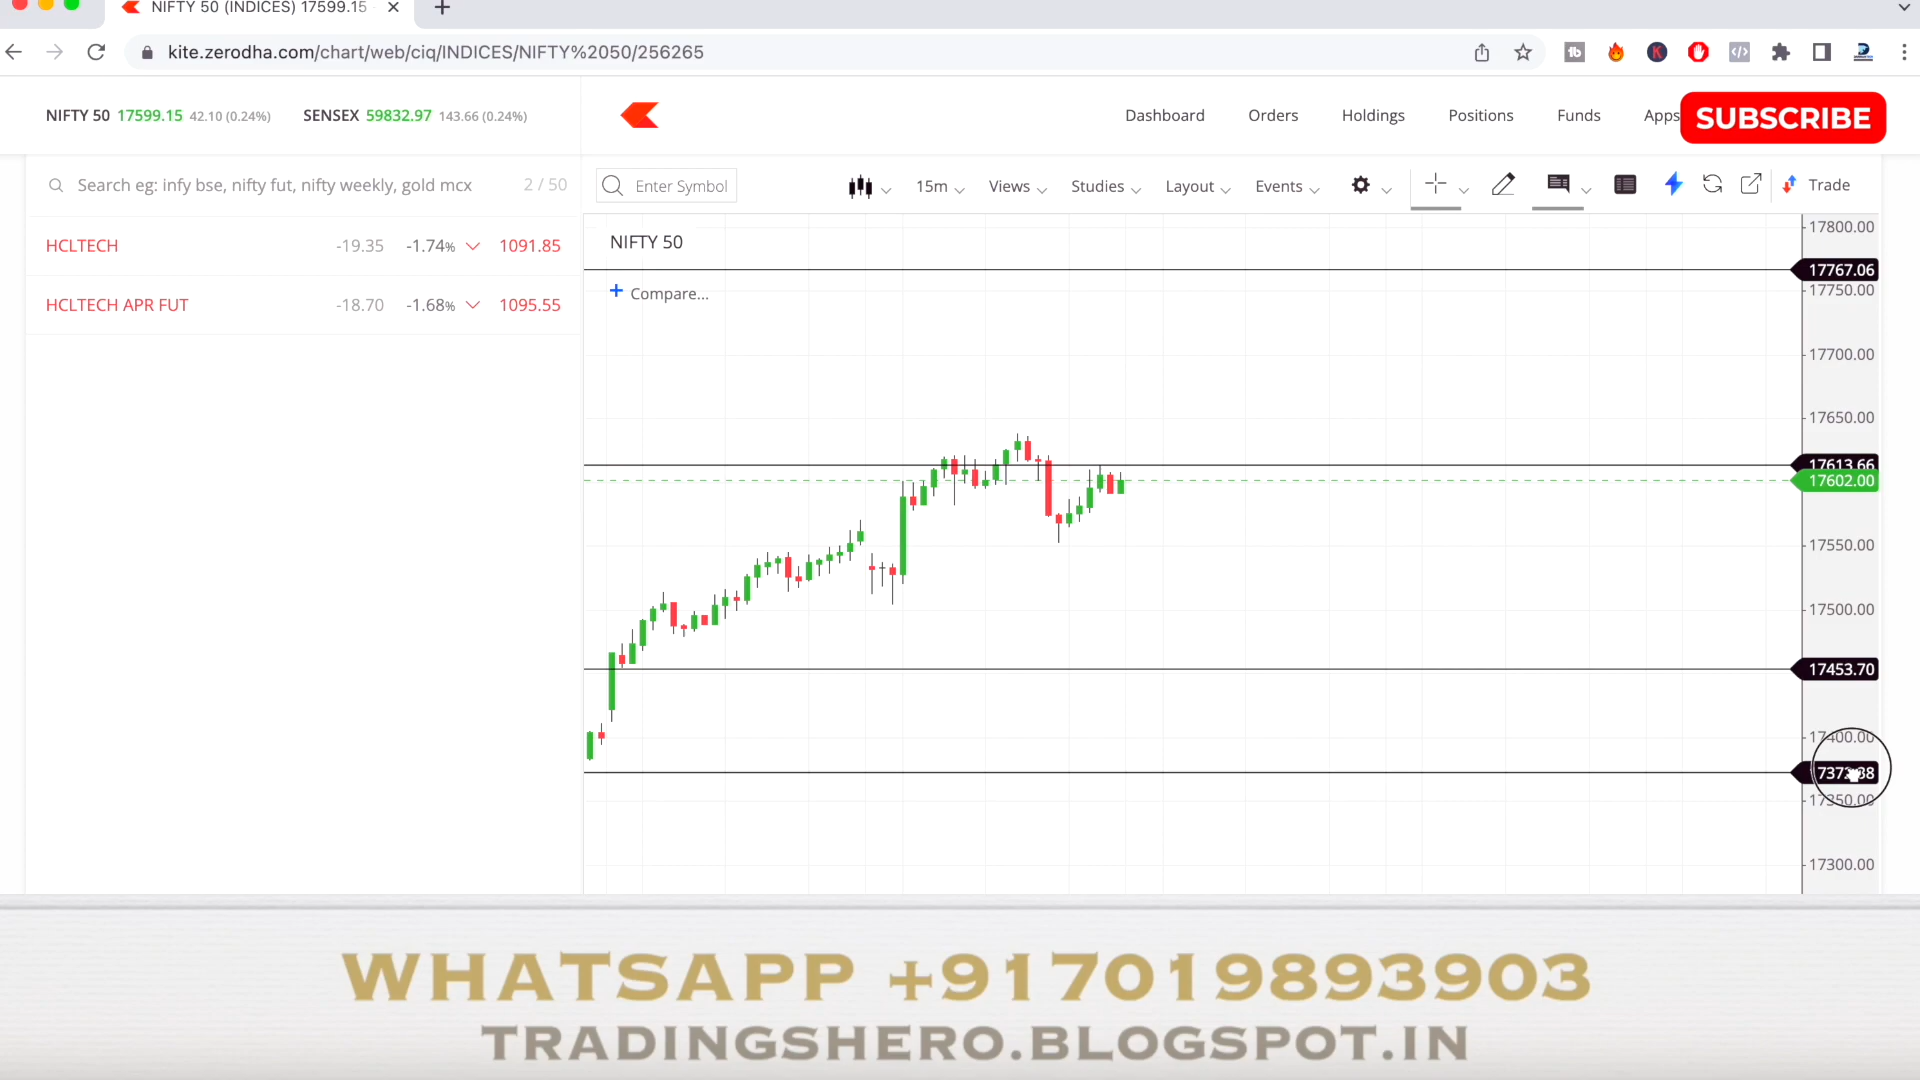 NIFTY 50 (INDICES) 17599.15
kite.zerodha.com/chart/web/ciq/INDICES/NIFTY%2050/256265
NIFTY 50 17599.15 42.10 (0.24%) SENSEX 59832.97 143.66 (0.24%)
Dashboard Orders Holdings Positions Funds Apps SUBSCRIBE
Search eg: infy bse, nifty fut, nifty weekly, gold mcx 2 / 50
Enter Symbol 15m Views Studies Layout Events Trade
HCLTECH -19.35 -1.74% 1091.85
HCLTECH APR FUT -18.70 -1.68% 1095.55
NIFTY 50
Compare...
17800.00
17767.06
17750.00
17700.00
17650.00
17613.66
17602.00
17550.00
17500.00
17453.70
17400.00
17350.00
17300.00
WHATSAPP +917019893903
TRADINGSHERO.BLOGSPOT.IN